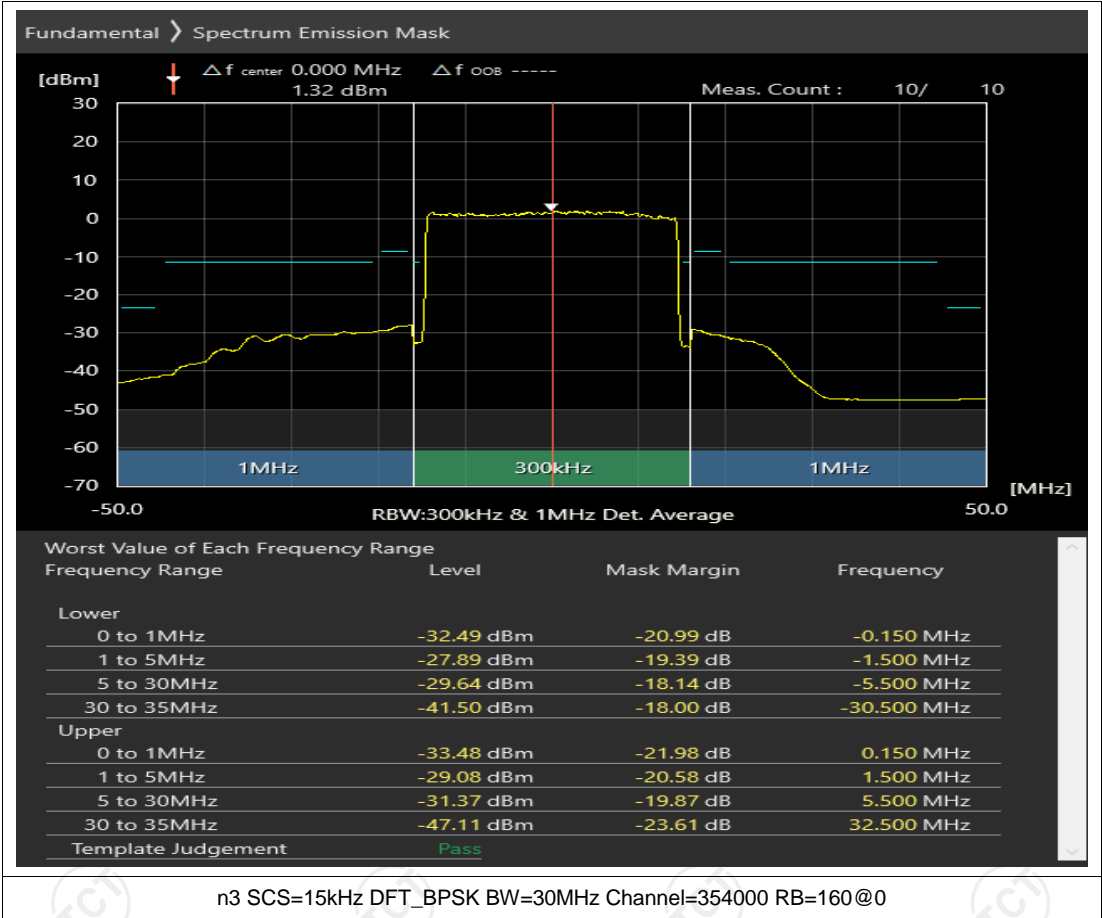 Fundamental ❯ Spectrum Emission Mask
[dBm] △f center 0.000 MHz △f OOB -----
1.32 dBm Meas. Count : 10/ 10
30
20
10
0
-10
-20
-30
-40
-50
-60
1MHz 300kHz 1MHz
-70 [MHz]
-50.0 RBW:300kHz & 1MHz Det. Average 50.0
Worst Value of Each Frequency Range
Frequency Range Level Mask Margin Frequency
Lower
0 to 1MHz -32.49 dBm -20.99 dB -0.150 MHz
1 to 5MHz -27.89 dBm -19.39 dB -1.500 MHz
5 to 30MHz -29.64 dBm -18.14 dB -5.500 MHz
30 to 35MHz -41.50 dBm -18.00 dB -30.500 MHz
Upper
0 to 1MHz -33.48 dBm -21.98 dB 0.150 MHz
1 to 5MHz -29.08 dBm -20.58 dB 1.500 MHz
5 to 30MHz -31.37 dBm -19.87 dB 5.500 MHz
30 to 35MHz -47.11 dBm -23.61 dB 32.500 MHz
Template Judgement Pass
n3 SCS=15kHz DFT_BPSK BW=30MHz Channel=354000 RB=160@0
TCT TCT TCT TCT